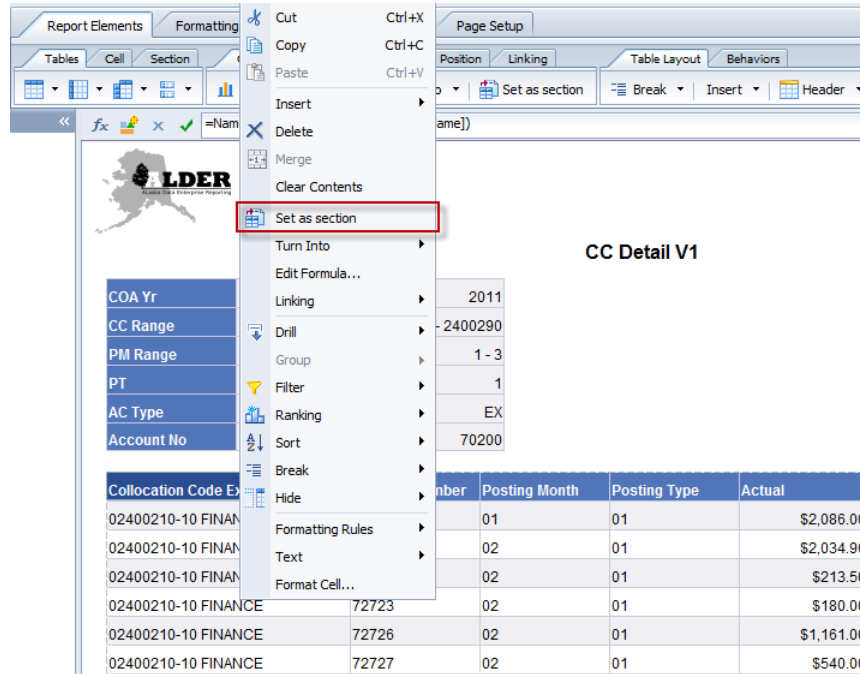 Report Elements Formatting Page Setup
Tables Cell Section Position Linking Table Layout Behaviors
Set as section Break Insert Header
=Nam ame])
Cut Ctrl+X
Copy Ctrl+C
Paste Ctrl+V
Insert
Delete
Merge
Clear Contents
Set as section
Turn Into
Edit Formula...
Linking
Drill
Group
Filter
Ranking
Sort
Break
Hide
Formatting Rules
Text
Format Cell...
ALDER
Alaska Data Enterprise Reporting
CC Detail V1
COA Yr 2011
CC Range - 2400290
PM Range 1 - 3
PT 1
AC Type EX
Account No 70200
Collocation Code Ex nber Posting Month Posting Type Actual
02400210-10 FINAN 01 01 $2,086.00
02400210-10 FINAN 02 01 $2,034.90
02400210-10 FINAN 02 01 $213.50
02400210-10 FINANCE 72723 02 01 $180.00
02400210-10 FINANCE 72726 02 01 $1,161.00
02400210-10 FINANCE 72727 02 01 $540.00